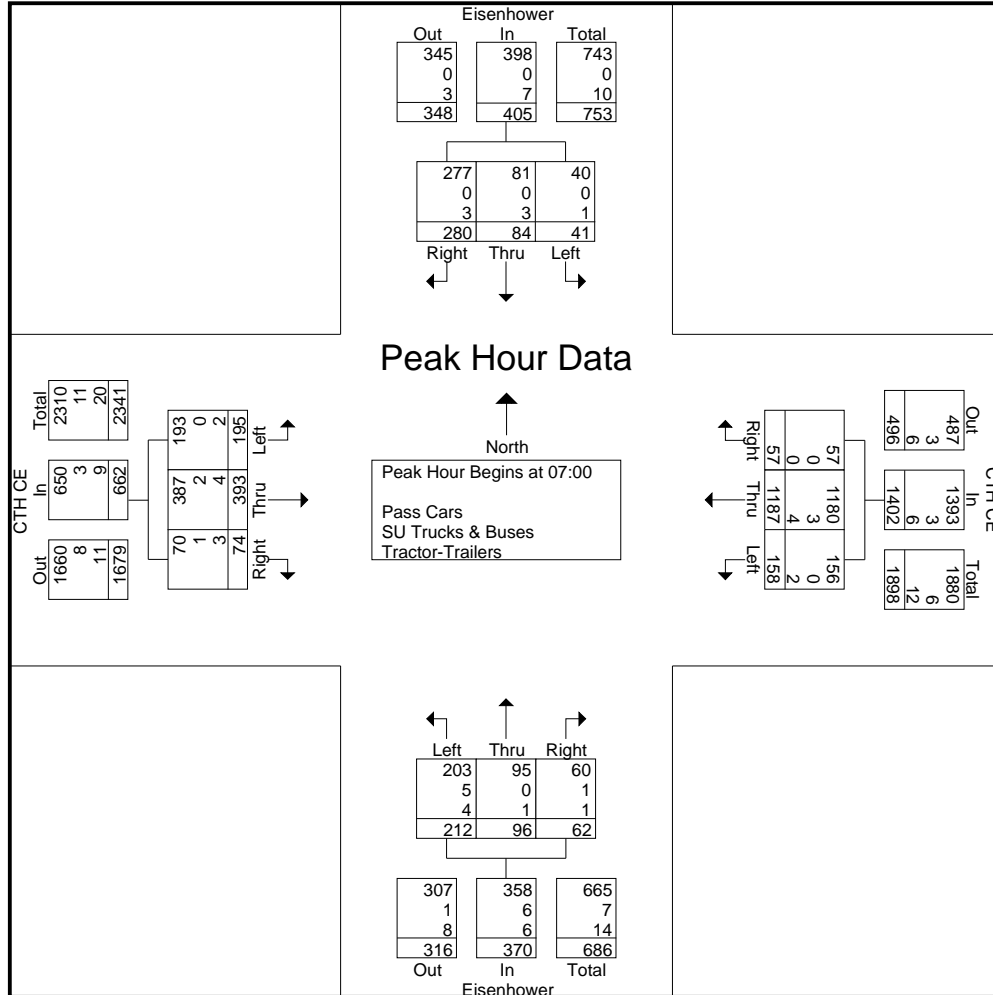 Eisenhower
Out In Total
345 398 743
0 0 0
3 7 10
348 405 753
277 81 40
0 0 0
3 3 1
280 84 41
Right Thru Left
Peak Hour Data
North
Peak Hour Begins at 07:00
Pass Cars
SU Trucks & Buses
Tractor-Trailers
CTH CE
Out In Total
1660 650 2310
8 3 11
11 9 20
1679 662 2341
Right Thru Left
70 387 193
1 2 0
3 4 2
74 393 195
CTH CE
Out In Total
487 1393 1880
3 3 6
6 6 12
496 1402 1898
Right Thru Left
57 1180 156
0 3 0
0 4 2
57 1187 158
Left Thru Right
203 95 60
5 0 1
4 1 1
212 96 62
307 358 665
1 6 7
8 6 14
316 370 686
Out In Total
Eisenhower